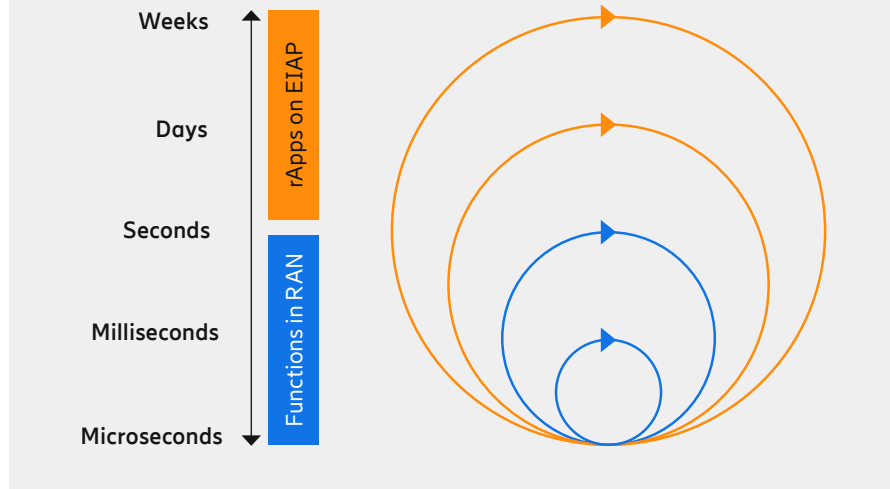 Weeks
Days
Seconds
Milliseconds
Microseconds
rApps on EIAP
Functions in RAN